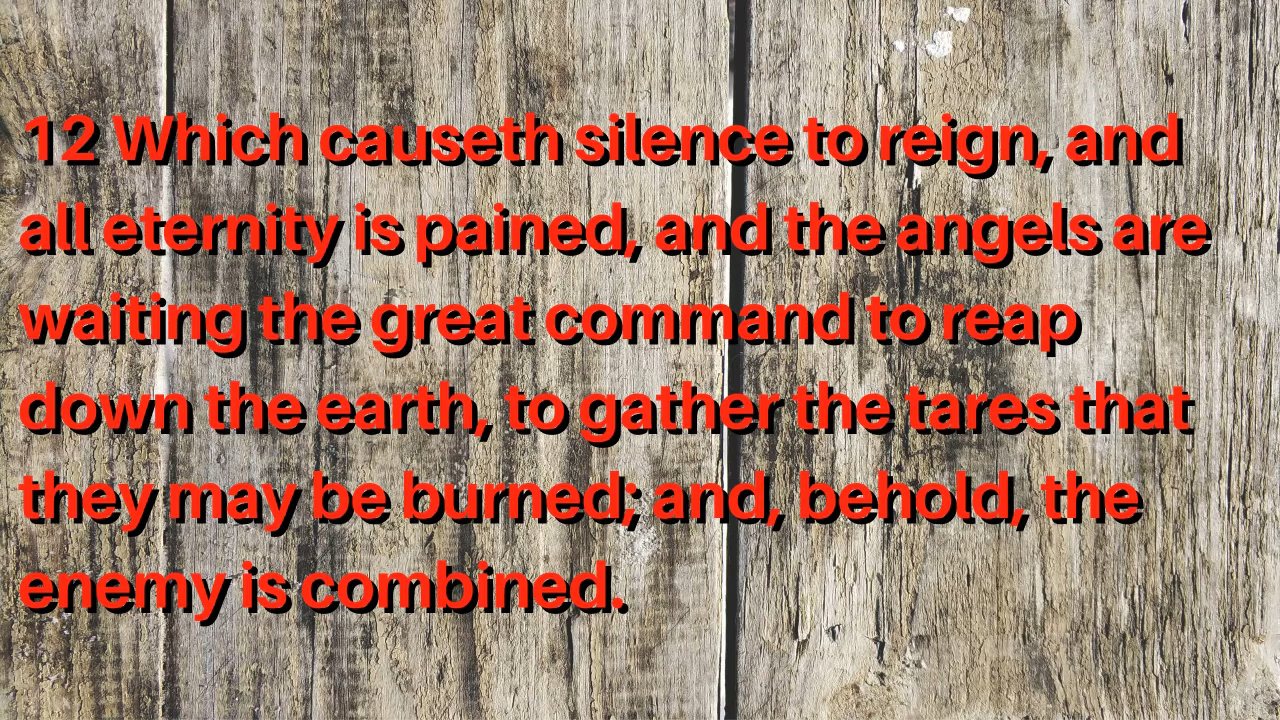 12 Which causeth silence to reign, and
all eternity is pained, and the angels are
waiting the great command to reap
down the earth, to gather the tares that
they may be burned; and, behold, the
enemy is combined.